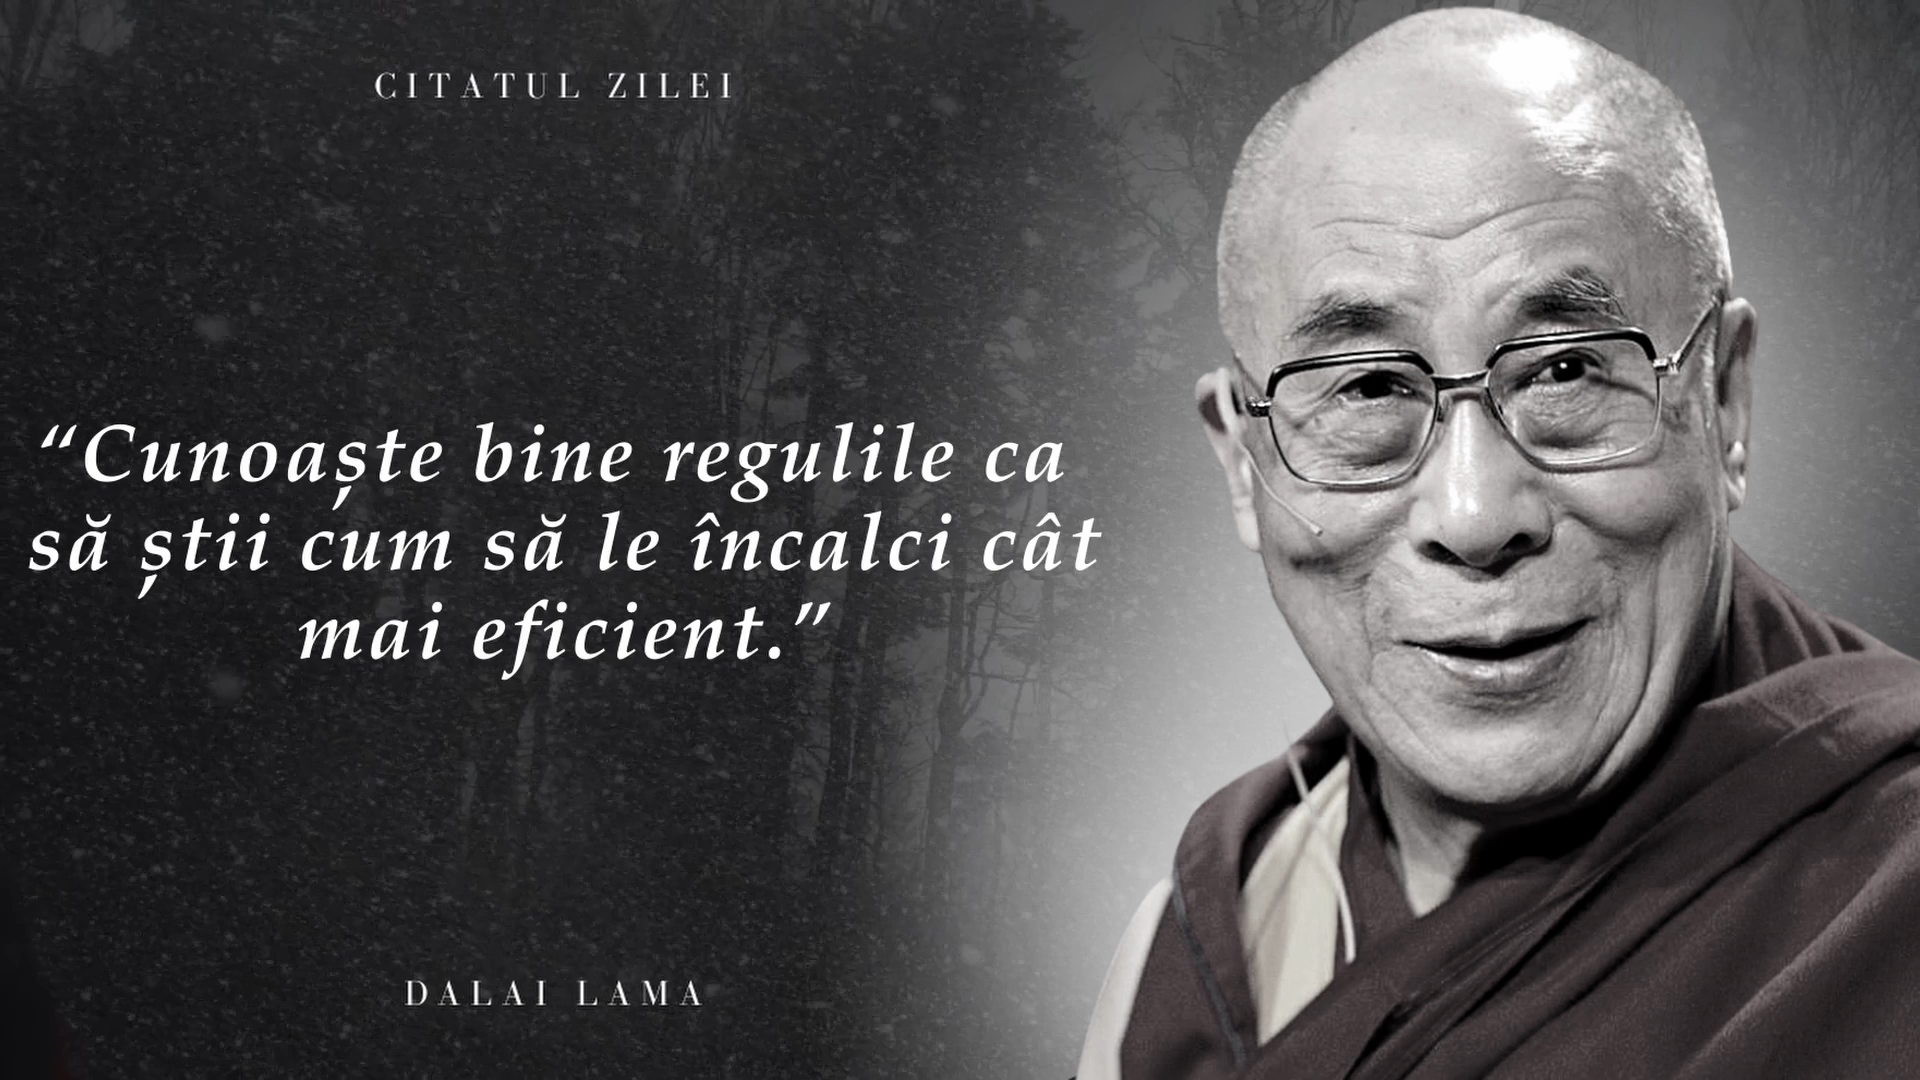 CITATUL ZILEI
“Cunoaște bine regulile ca
să știi cum să le încalci cât
mai eficient.”
DALAI LAMA